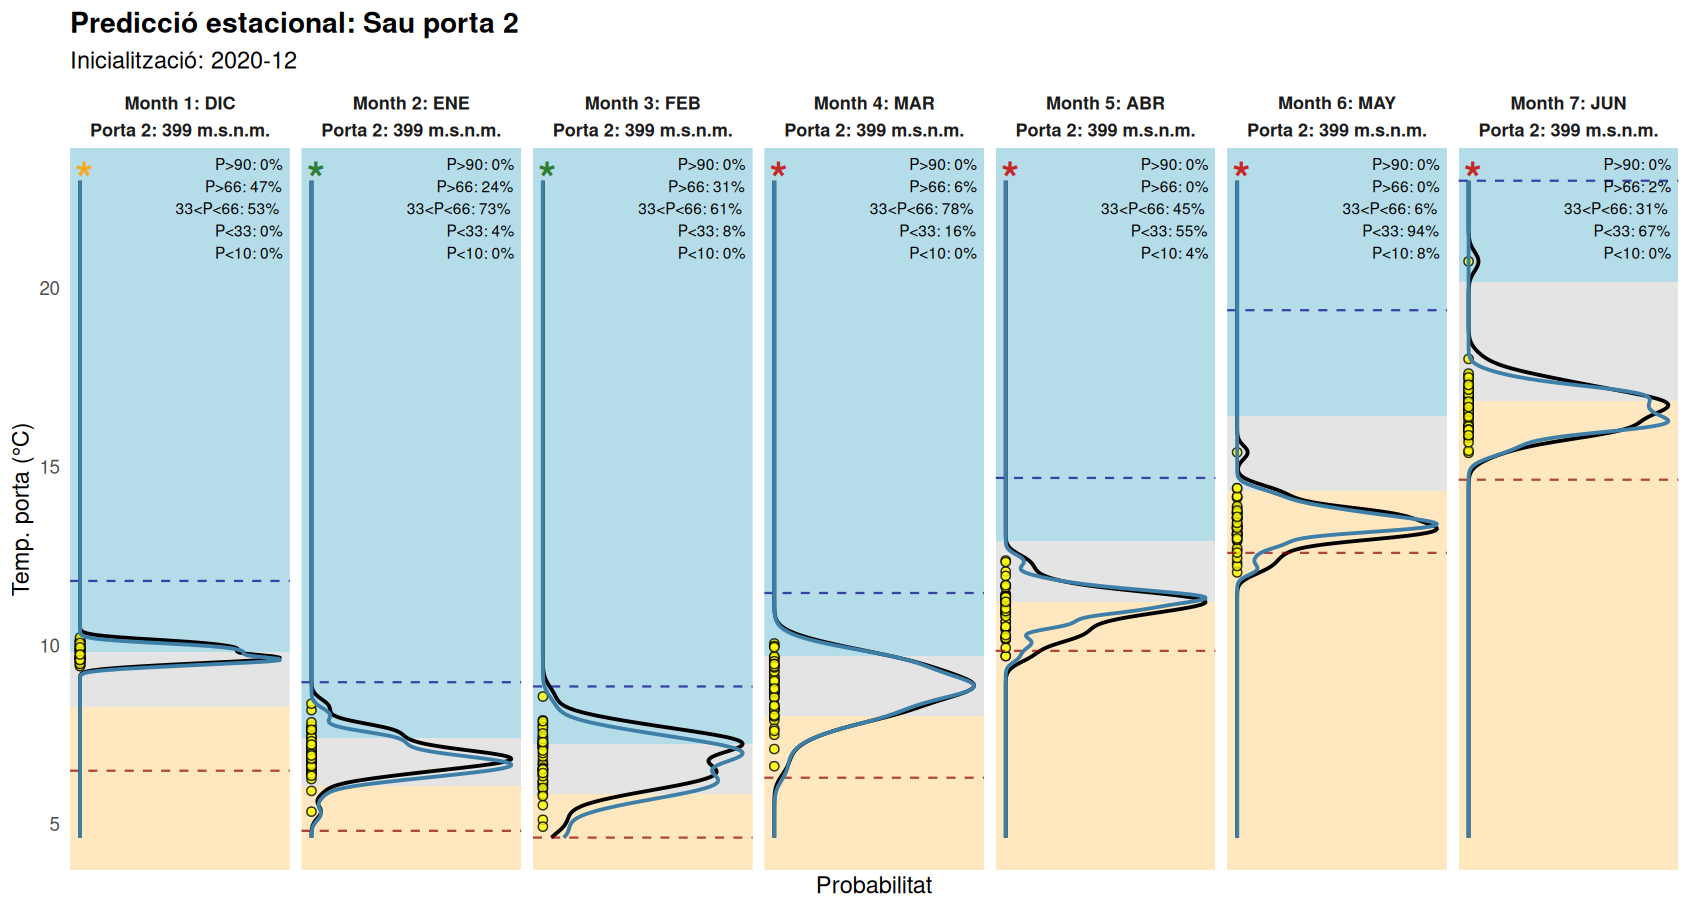 Predicció estacional: Sau porta 2
Inicialització: 2020-12
Month 1: DIC
Porta 2: 399 m.s.n.m.
Month 2: ENE
Porta 2: 399 m.s.n.m.
Month 3: FEB
Porta 2: 399 m.s.n.m.
Month 4: MAR
Porta 2: 399 m.s.n.m.
Month 5: ABR
Porta 2: 399 m.s.n.m.
Month 6: MAY
Porta 2: 399 m.s.n.m.
Month 7: JUN
Porta 2: 399 m.s.n.m.
*
P>90: 0%
P>66: 47%
33<P<66: 53%
P<33: 0%
P<10: 0%
*
P>90: 0%
P>66: 24%
33<P<66: 73%
P<33: 4%
P<10: 0%
*
P>90: 0%
P>66: 31%
33<P<66: 61%
P<33: 8%
P<10: 0%
*
P>90: 0%
P>66: 6%
33<P<66: 78%
P<33: 16%
P<10: 0%
*
P>90: 0%
P>66: 0%
33<P<66: 45%
P<33: 55%
P<10: 4%
*
P>90: 0%
P>66: 0%
33<P<66: 6%
P<33: 94%
P<10: 8%
*
P>90: 0%
P>66: 2%
33<P<66: 31%
P<33: 67%
P<10: 0%
Temp. porta (°C)
20
15
10
5
Probabilitat